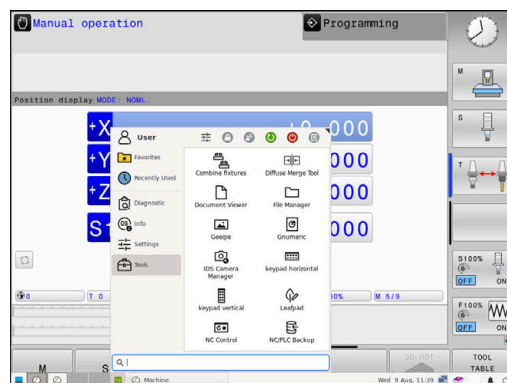 Manual operation
Programming
Position display MODE: NOML.
+X
+0.000
+Y
000
+Z
000
S1
000
User
Favorites
Recently Used
Diagnostic
Info
Settings
Tools
Combine fixtures
Diffuse Merge Tool
Document Viewer
File Manager
Geeqie
Gnumeric
IDS Camera
Manager
keypad horizontal
keypad vertical
Leafpad
NC Control
NC/PLC Backup
0
T 0
M 5/9
M
S
3D ROT
TOOL
TABLE
M
S
T
S100%
OFF
ON
F100%
OFF
ON
Machine
Wed 9 Aug, 11:39